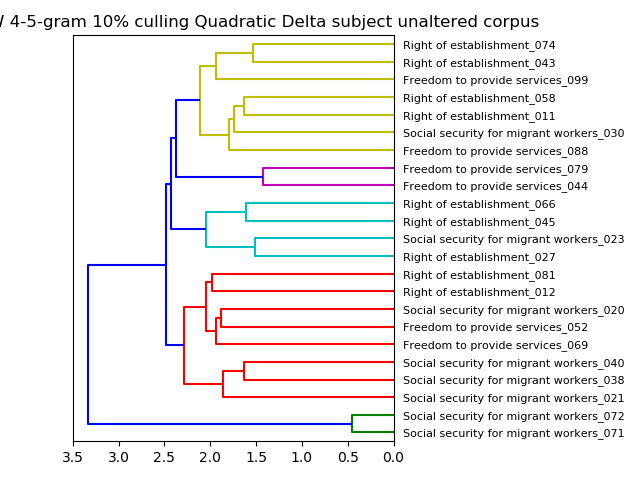 4-5-gram 10% culling Quadratic Delta subject unaltered corpus
Right of establishment_074
Right of establishment_043
Freedom to provide services_099
Right of establishment_058
Right of establishment_011
Social security for migrant workers_030
Freedom to provide services_088
Freedom to provide services_079
Freedom to provide services_044
Right of establishment_066
Right of establishment_045
Social security for migrant workers_023
Right of establishment_027
Right of establishment_081
Right of establishment_012
Social security for migrant workers_020
Freedom to provide services_052
Freedom to provide services_069
Social security for migrant workers_040
Social security for migrant workers_038
Social security for migrant workers_021
Social security for migrant workers_072
Social security for migrant workers_071
3.5 3.0 2.5 2.0 1.5 1.0 0.5 0.0